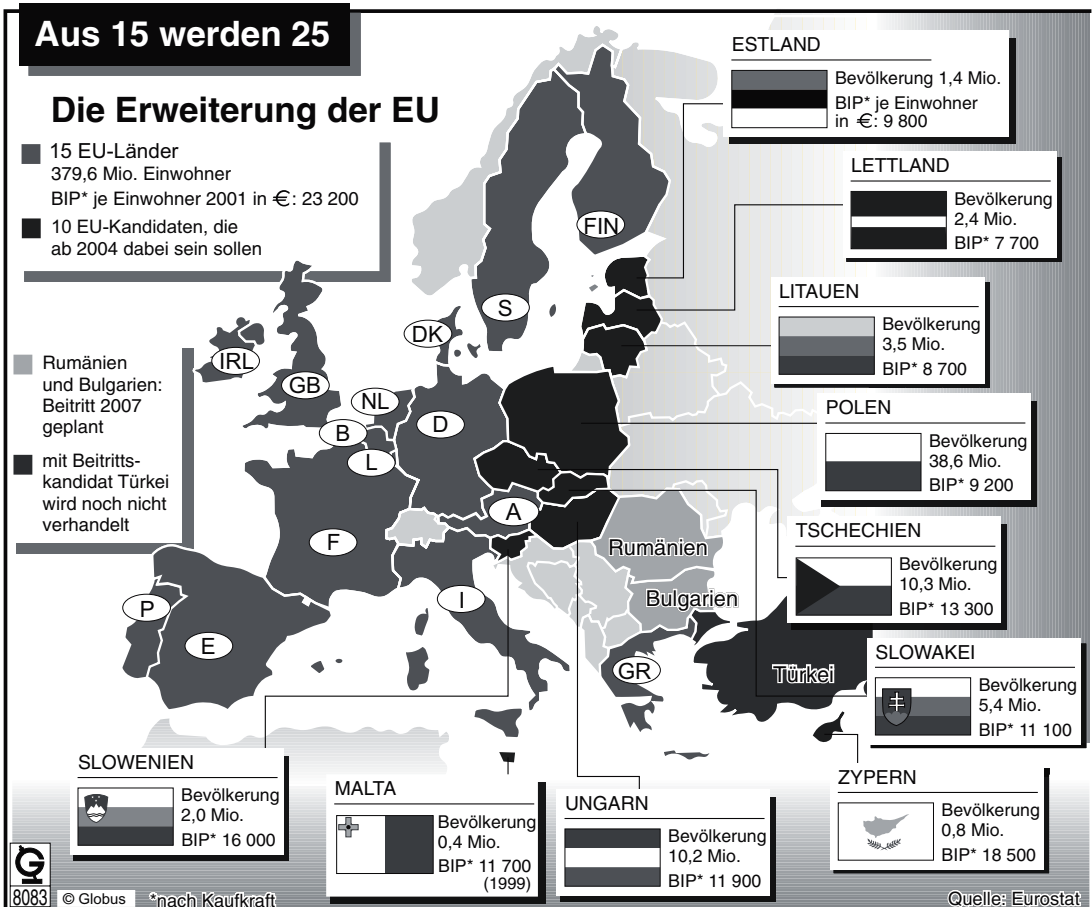 Aus 15 werden 25
Die Erweiterung der EU
15 EU-Länder
379,6 Mio. Einwohner
BIP* je Einwohner 2001 in €: 23 200
10 EU-Kandidaten, die
ab 2004 dabei sein sollen
Rumänien
und Bulgarien:
Beitritt 2007
geplant
mit Beitritts-
kandidat Türkei
wird noch nicht
verhandelt
ESTLAND
Bevölkerung 1,4 Mio.
BIP* je Einwohner
in €: 9 800
LETTLAND
Bevölkerung
2,4 Mio.
BIP* 7 700
LITAUEN
Bevölkerung
3,5 Mio.
BIP* 8 700
POLEN
Bevölkerung
38,6 Mio.
BIP* 9 200
TSCHECHIEN
Bevölkerung
10,3 Mio.
BIP* 13 300
SLOWAKEI
Bevölkerung
5,4 Mio.
BIP* 11 100
ZYPERN
Bevölkerung
0,8 Mio.
BIP* 18 500
UNGARN
Bevölkerung
10,2 Mio.
BIP* 11 900
MALTA
Bevölkerung
0,4 Mio.
BIP* 11 700
(1999)
SLOWENIEN
Bevölkerung
2,0 Mio.
BIP* 16 000
FIN
S
DK
IRL
GB
NL
B
D
L
A
F
I
P
E
GR
Rumänien
Bulgarien
Türkei
G
8083
© Globus
*nach Kaufkraft
Quelle: Eurostat